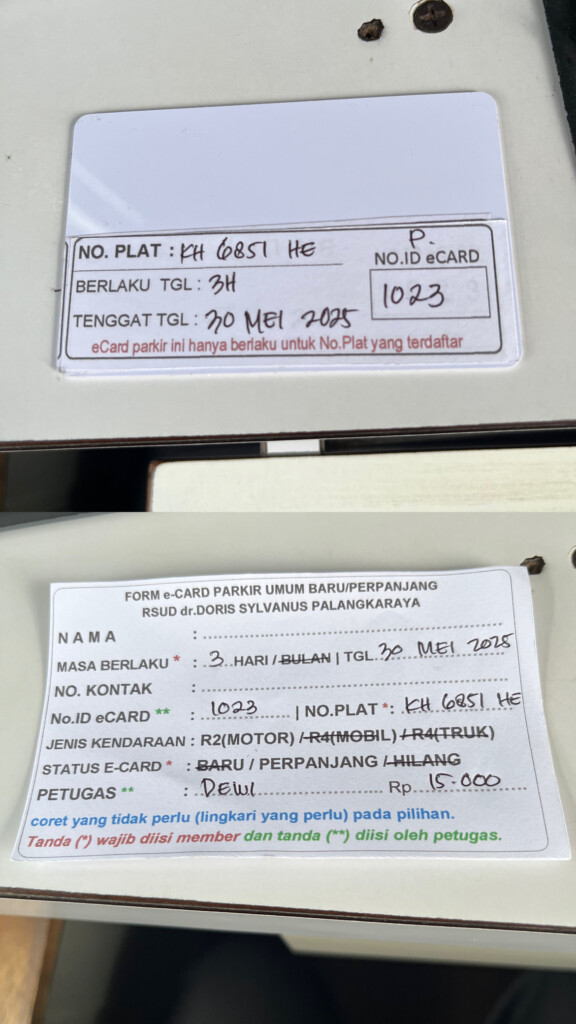 NO. PLAT : KH 6851 HE
P.
NO.ID eCARD
BERLAKU TGL : 3H
1023
TENGGAT TGL : 30 MEI 2025
eCard parkir ini hanya berlaku untuk No.Plat yang terdaftar
FORM e-CARD PARKIR UMUM BARU/PERPANJANG
RSUD dr.DORIS SYLVANUS PALANGKARAYA
NAMA :
MASA BERLAKU * : 3 HARI / BULAN | TGL. 30 MEI 2025
NO. KONTAK :
No.ID eCARD ** : 1023 | NO.PLAT *: KH 6851 HE
JENIS KENDARAAN : R2(MOTOR) / R4(MOBIL) / R4(TRUK)
STATUS E-CARD * : BARU / PERPANJANG / HILANG
PETUGAS ** : DEWI Rp 15.000
coret yang tidak perlu (lingkari yang perlu) pada pilihan.
Tanda (*) wajib diisi member dan tanda (**) diisi oleh petugas.